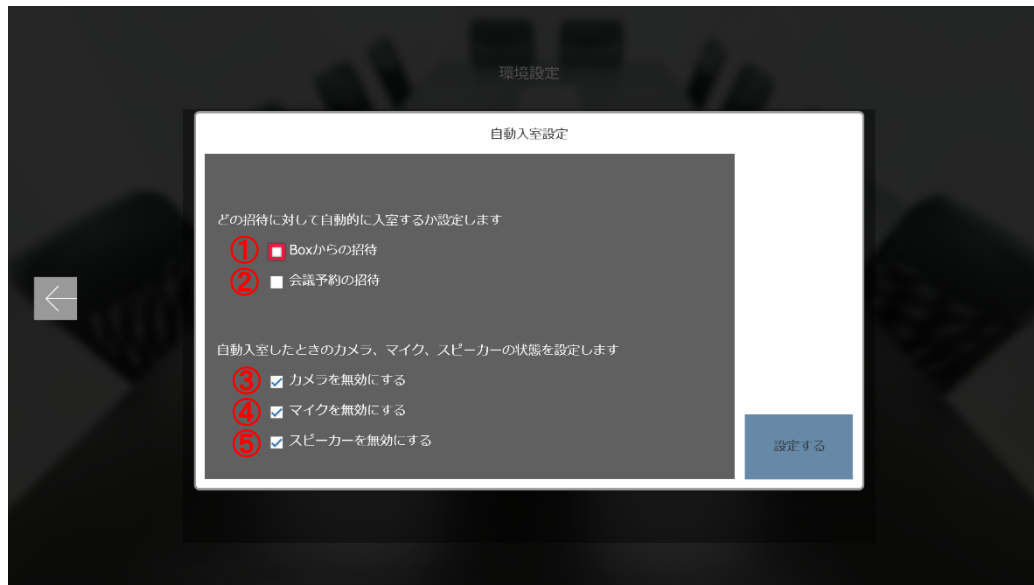 環境設定
自動入室設定
どの招待に対して自動的に入室するか設定します
① Boxからの招待
② 会議予約の招待
自動入室したときのカメラ、マイク、スピーカーの状態を設定します
③ カメラを無効にする
④ マイクを無効にする
⑤ スピーカーを無効にする
設定する